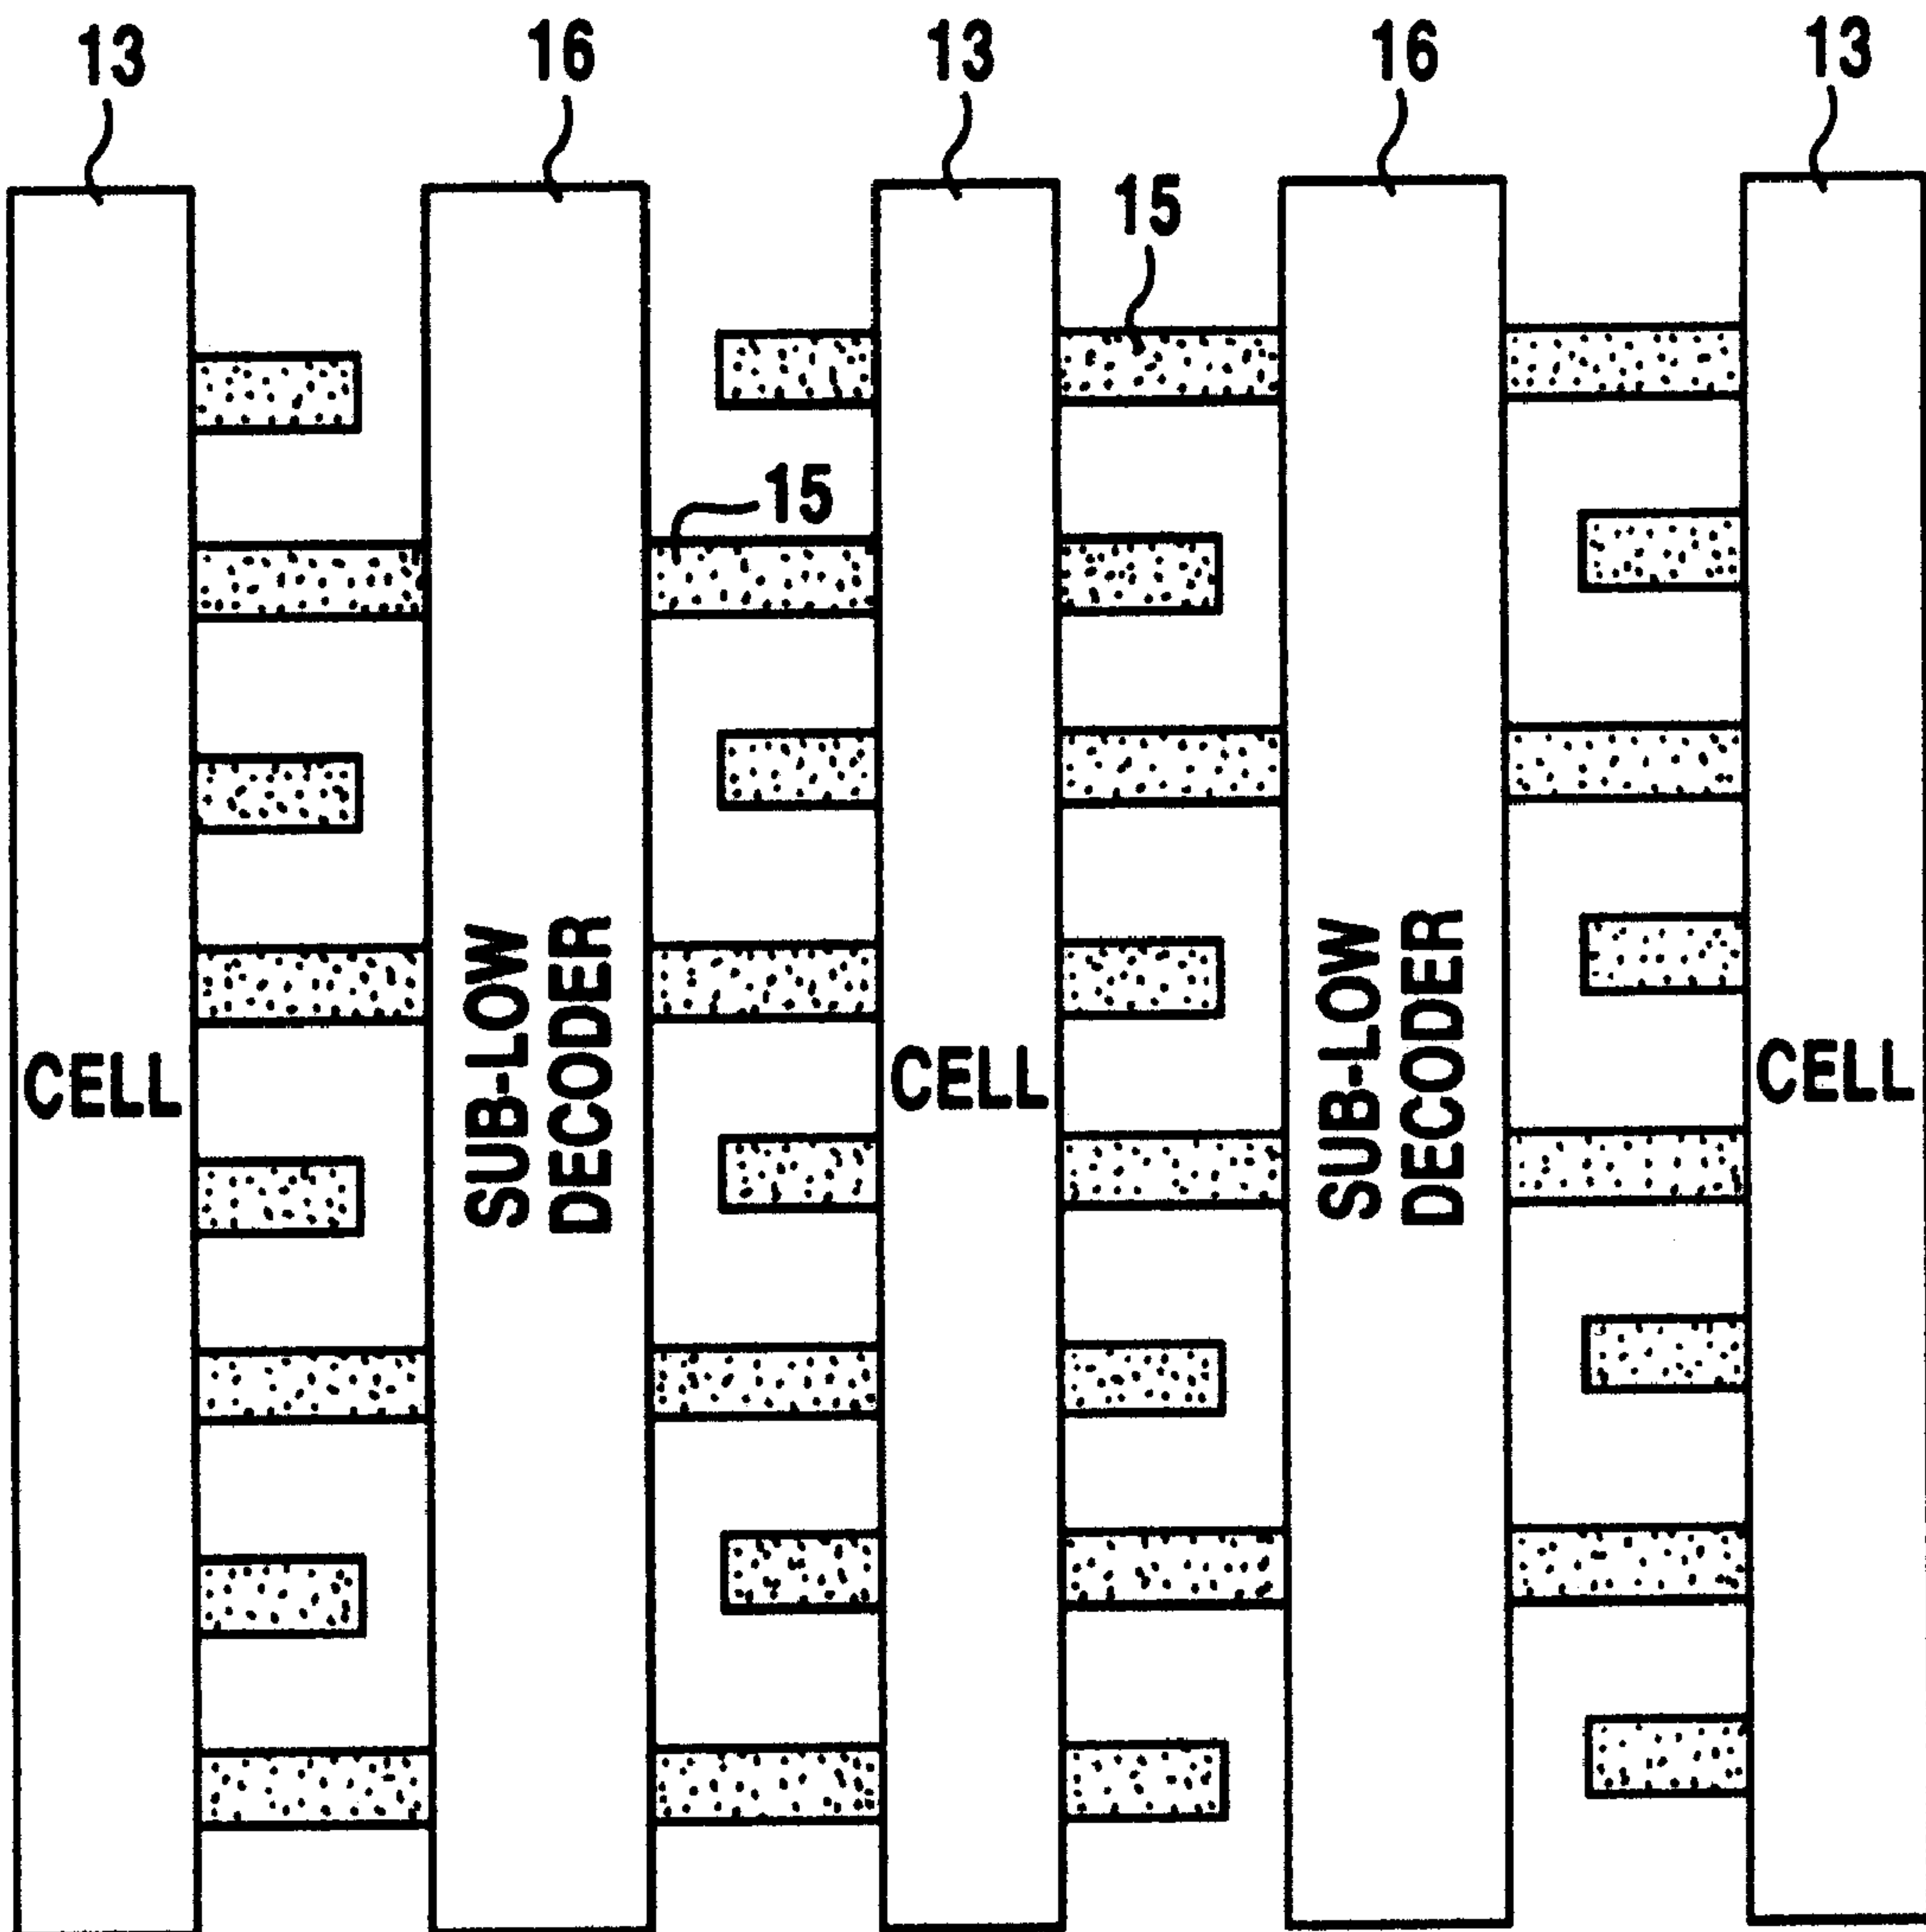 13
16
13
16
13
15
15
CELL
SUB-LOW
DECODER
CELL
SUB-LOW
DECODER
CELL